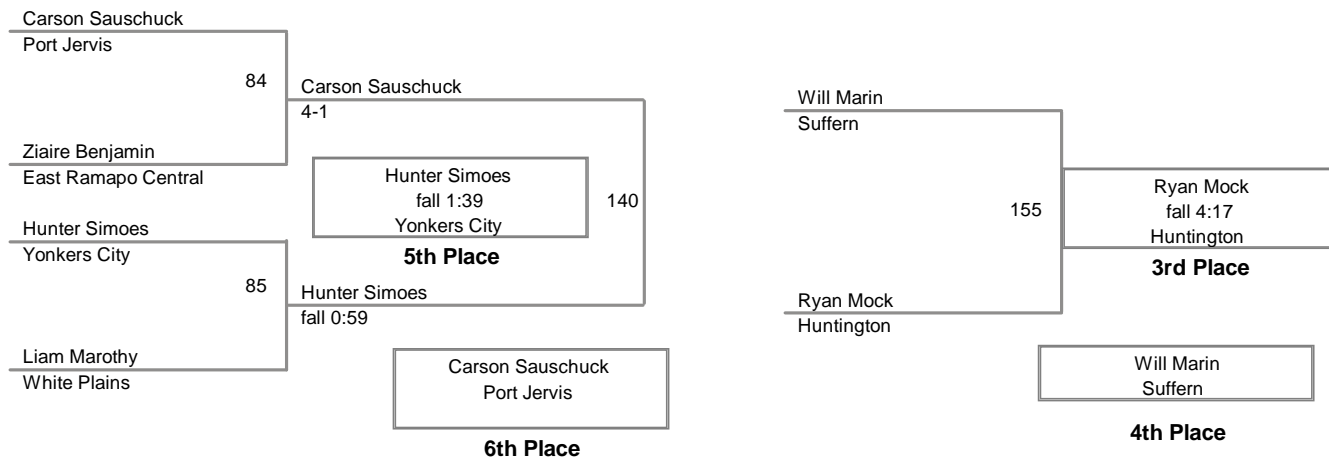 Carson Sauschuck
Port Jervis
84
Carson Sauschuck
4-1
Ziaire Benjamin
East Ramapo Central
Hunter Simoes
fall 1:39
Yonkers City
5th Place
140
Hunter Simoes
Yonkers City
85
Hunter Simoes
fall 0:59
Liam Marothy
White Plains
Carson Sauschuck
Port Jervis
6th Place
Will Marin
Suffern
155
Ryan Mock
fall 4:17
Huntington
3rd Place
Ryan Mock
Huntington
Will Marin
Suffern
4th Place